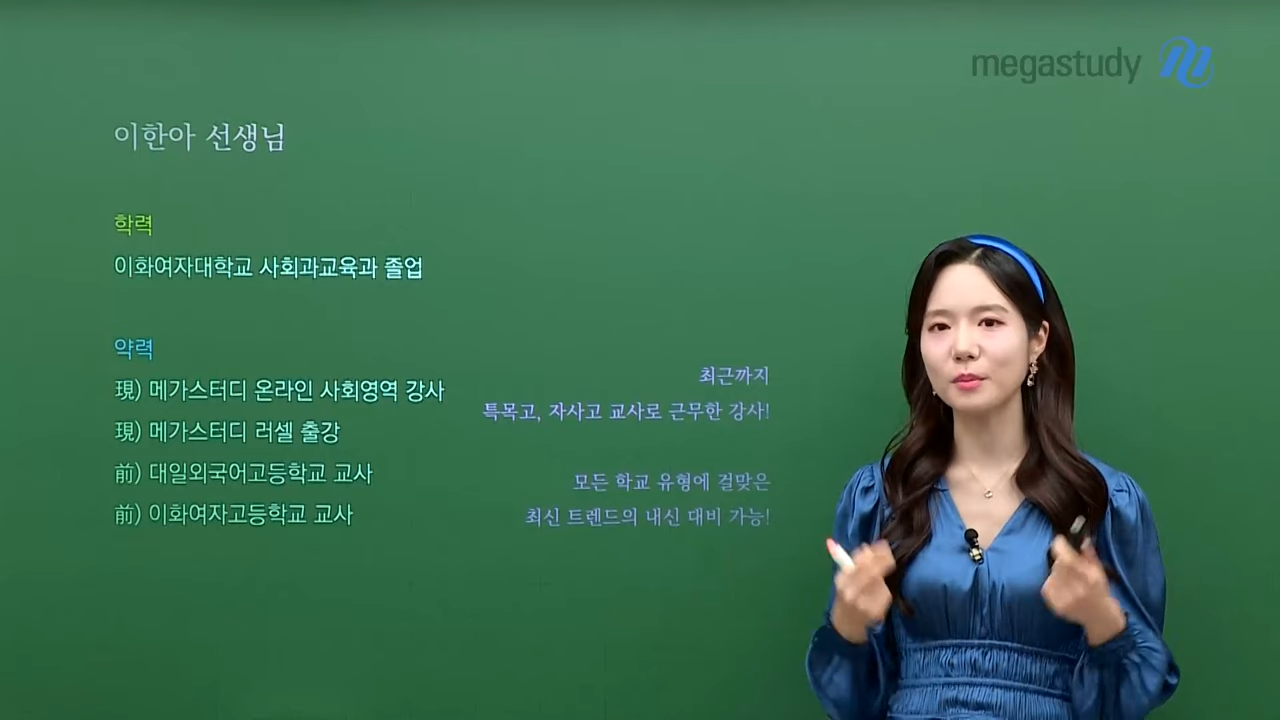 megastudy
이한아 선생님
학력
이화여자대학교 사회과교육과 졸업
약력
現) 메가스터디 온라인 사회영역 강사
現) 메가스터디 러셀 출강
前) 대일외국어고등학교 교사
前) 이화여자고등학교 교사
최근까지
특목고, 자사고 교사로 근무한 강사!
모든 학교 유형에 걸맞은
최신 트렌드의 내신 대비 가능!